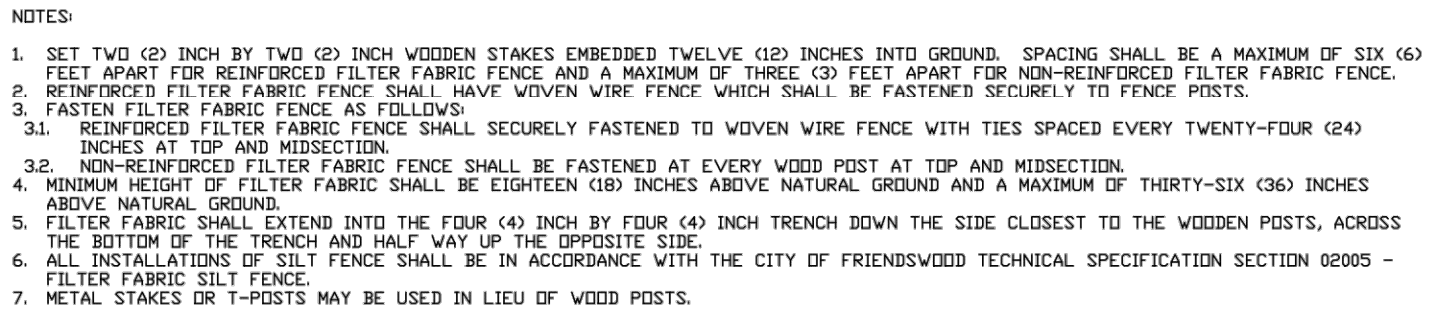 NOTES:
1. SET TWO (2) INCH BY TWO (2) INCH WOODEN STAKES EMBEDDED TWELVE (12) INCHES INTO GROUND. SPACING SHALL BE A MAXIMUM OF SIX (6)
FEET APART FOR REINFORCED FILTER FABRIC FENCE AND A MAXIMUM OF THREE (3) FEET APART FOR NON-REINFORCED FILTER FABRIC FENCE.
2. REINFORCED FILTER FABRIC FENCE SHALL HAVE WOVEN WIRE FENCE WHICH SHALL BE FASTENED SECURELY TO FENCE POSTS.
3. FASTEN FILTER FABRIC FENCE AS FOLLOWS:
3.1. REINFORCED FILTER FABRIC FENCE SHALL SECURELY FASTENED TO WOVEN WIRE FENCE WITH TIES SPACED EVERY TWENTY-FOUR (24)
INCHES AT TOP AND MIDSECTION.
3.2. NON-REINFORCED FILTER FABRIC FENCE SHALL BE FASTENED AT EVERY WOOD POST AT TOP AND MIDSECTION.
4. MINIMUM HEIGHT OF FILTER FABRIC SHALL BE EIGHTEEN (18) INCHES ABOVE NATURAL GROUND AND A MAXIMUM OF THIRTY-SIX (36) INCHES
ABOVE NATURAL GROUND.
5. FILTER FABRIC SHALL EXTEND INTO THE FOUR (4) INCH BY FOUR (4) INCH TRENCH DOWN THE SIDE CLOSEST TO THE WOODEN POSTS, ACROSS
THE BOTTOM OF THE TRENCH AND HALF WAY UP THE OPPOSITE SIDE.
6. ALL INSTALLATIONS OF SILT FENCE SHALL BE IN ACCORDANCE WITH THE CITY OF FRIENDSWOOD TECHNICAL SPECIFICATION SECTION 02005 -
FILTER FABRIC SILT FENCE.
7. METAL STAKES OR T-POSTS MAY BE USED IN LIEU OF WOOD POSTS.